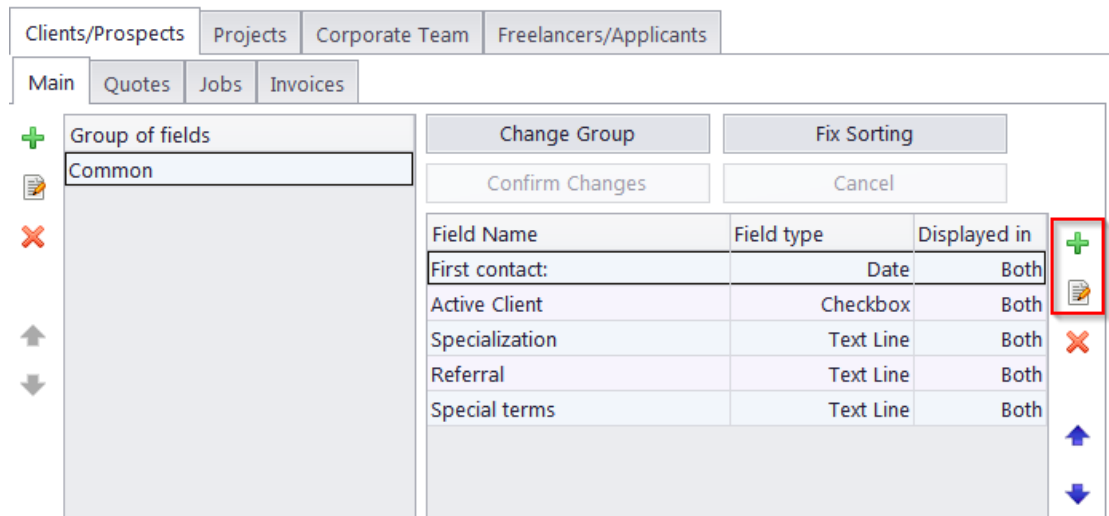 Clients/Prospects Projects Corporate Team Freelancers/Applicants
Main Quotes Jobs Invoices
Group of fields
Common
Change Group Fix Sorting
Confirm Changes Cancel
Field Name Field type Displayed in
First contact: Date Both
Active Client Checkbox Both
Specialization Text Line Both
Referral Text Line Both
Special terms Text Line Both